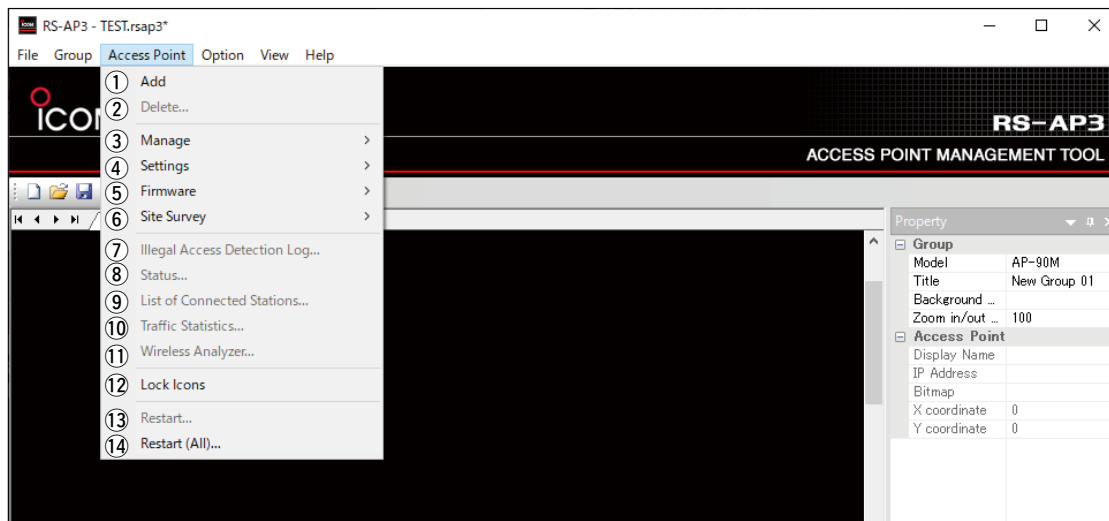 RS-AP3 - TEST.rsap3*
File Group Access Point Option View Help
① Add
② Delete...
③ Manage
④ Settings
⑤ Firmware
⑥ Site Survey
⑦ Illegal Access Detection Log...
⑧ Status...
⑨ List of Connected Stations...
⑩ Traffic Statistics...
⑪ Wireless Analyzer...
⑫ Lock Icons
⑬ Restart...
⑭ Restart (All)...
RS-AP3
ACCESS POINT MANAGEMENT TOOL
Property
Group
Model AP-90M
Title New Group 01
Background ...
Zoom in/out ... 100
Access Point
Display Name
IP Address
Bitmap
X coordinate 0
Y coordinate 0